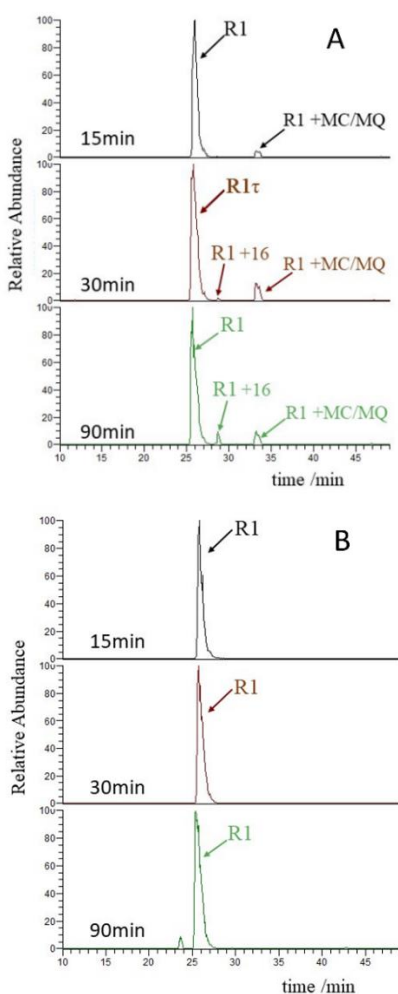 A
100
80
60
40
20
0
15min
R1
R1 +MC/MQ
100
80
60
40
20
0
30min
R1τ
R1 +16
R1 +MC/MQ
100
80
60
40
20
0
90min
R1
R1 +16
R1 +MC/MQ
Relative Abundance
10 15 20 25 30 35 40 45
time /min
B
100
80
60
40
20
0
15min
R1
100
80
60
40
20
0
30min
R1
100
80
60
40
20
0
90min
R1
Relative Abundance
10 15 20 25 30 35 40 45
time /min